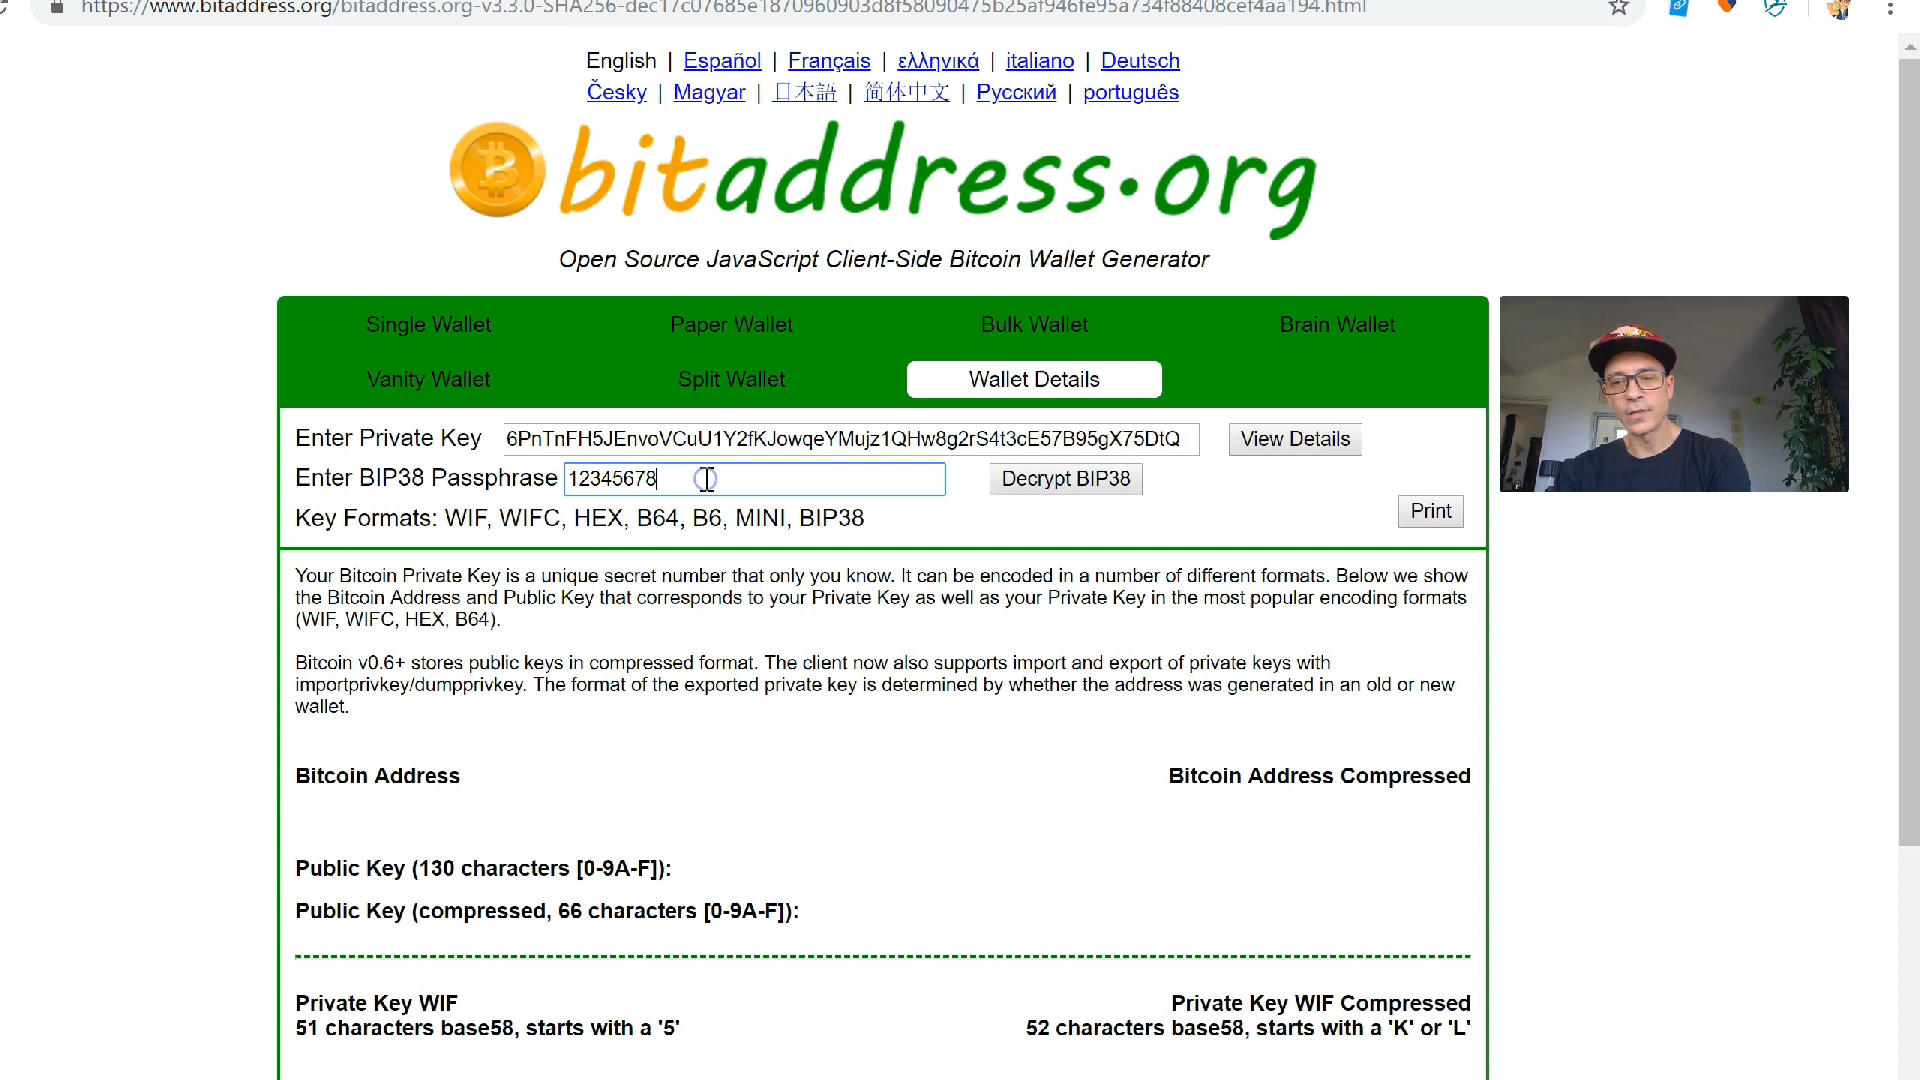 https://www.bitaddress.org/bitaddress.org-v3.3.0-SHA256-dec17c07685e1870960903d8f58090475b25af946fe95a734f88408cef4aa194.html
English | Español | Français | ελληνικά | italiano | Deutsch
Česky | Magyar | 日本語 | 简体中文 | Русский | português
bitaddress.org
Open Source JavaScript Client-Side Bitcoin Wallet Generator
Single Wallet Paper Wallet Bulk Wallet Brain Wallet
Vanity Wallet Split Wallet Wallet Details
Enter Private Key 6PnTnFH5JEnvoVCuU1Y2fKJowqeYMujz1QHw8g2rS4t3cE57B95gX75DtQ View Details
Enter BIP38 Passphrase 12345678 Decrypt BIP38
Key Formats: WIF, WIFC, HEX, B64, B6, MINI, BIP38
Print
Your Bitcoin Private Key is a unique secret number that only you know. It can be encoded in a number of different formats. Below we show
the Bitcoin Address and Public Key that corresponds to your Private Key as well as your Private Key in the most popular encoding formats
(WIF, WIFC, HEX, B64).
Bitcoin v0.6+ stores public keys in compressed format. The client now also supports import and export of private keys with
importprivkey/dumpprivkey. The format of the exported private key is determined by whether the address was generated in an old or new
wallet.
Bitcoin Address Bitcoin Address Compressed
Public Key (130 characters [0-9A-F]):
Public Key (compressed, 66 characters [0-9A-F]):
Private Key WIF Private Key WIF Compressed
51 characters base58, starts with a '5' 52 characters base58, starts with a 'K' or 'L'